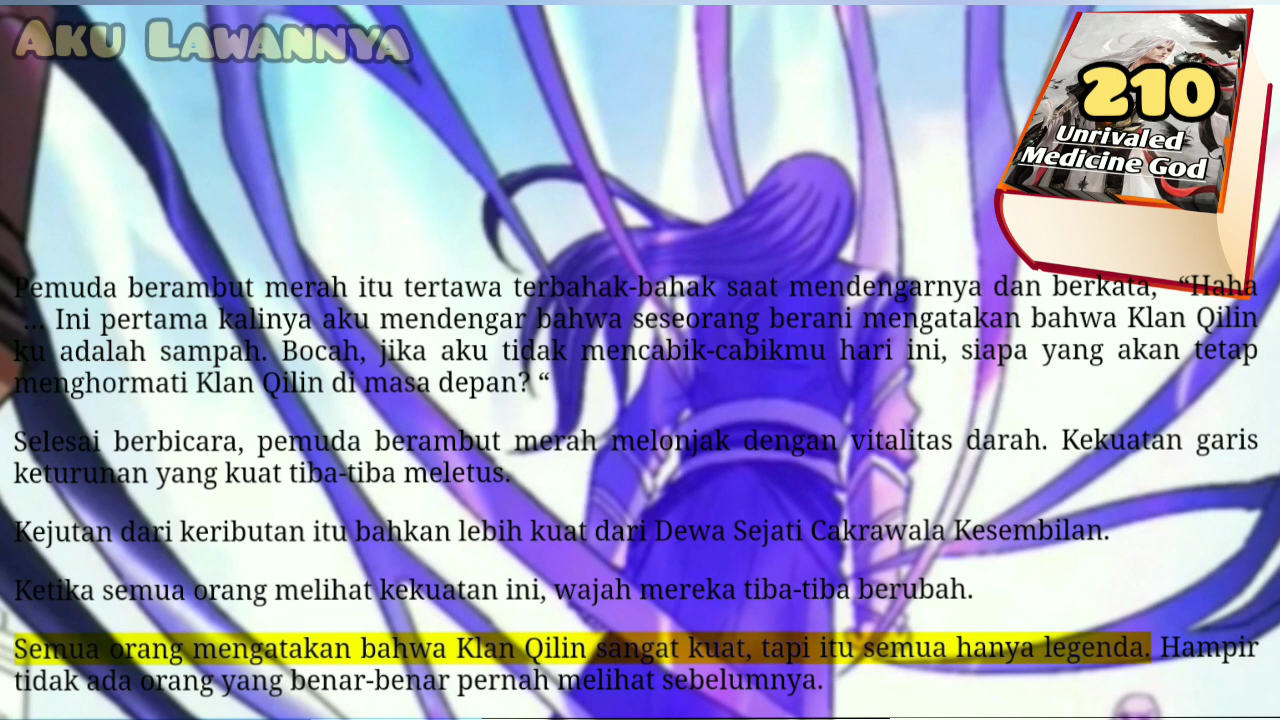 Aku Lawannya
210
Unrivaled
Medicine God
Pemuda berambut merah itu tertawa terbahak-bahak saat mendengarnya dan berkata, “Haha
... Ini pertama kalinya aku mendengar bahwa seseorang berani mengatakan bahwa Klan Qilin
ku adalah sampah. Bocah, jika aku tidak mencabik-cabikmu hari ini, siapa yang akan tetap
menghormati Klan Qilin di masa depan? “
Selesai berbicara, pemuda berambut merah melonjak dengan vitalitas darah. Kekuatan garis
keturunan yang kuat tiba-tiba meletus.
Kejutan dari keributan itu bahkan lebih kuat dari Dewa Sejati Cakrawala Kesembilan.
Ketika semua orang melihat kekuatan ini, wajah mereka tiba-tiba berubah.
Semua orang mengatakan bahwa Klan Qilin sangat kuat, tapi itu semua hanya legenda. Hampir
tidak ada orang yang benar-benar pernah melihat sebelumnya.